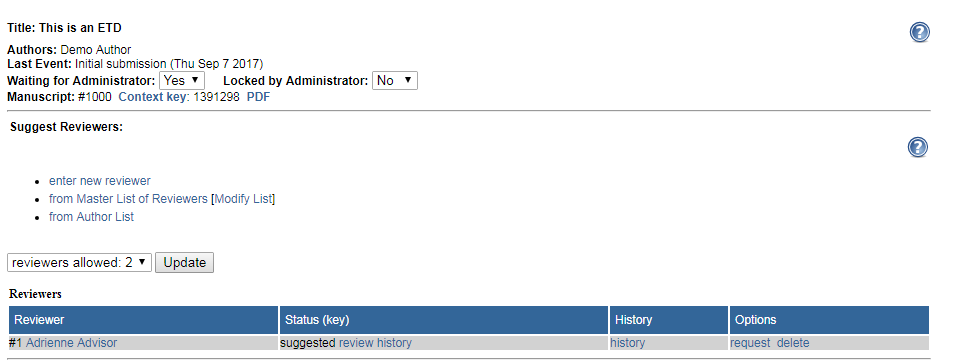 Title: This is an ETD
?
Authors: Demo Author
Last Event: Initial submission (Thu Sep 7 2017)
Waiting for Administrator: Yes Locked by Administrator: No
Manuscript: #1000 Context key: 1391298 PDF
Suggest Reviewers:
?
enter new reviewer
from Master List of Reviewers [Modify List]
from Author List
reviewers allowed: 2 Update
Reviewers
Reviewer Status (key) History Options
#1 Adrienne Advisor suggested review history history request delete